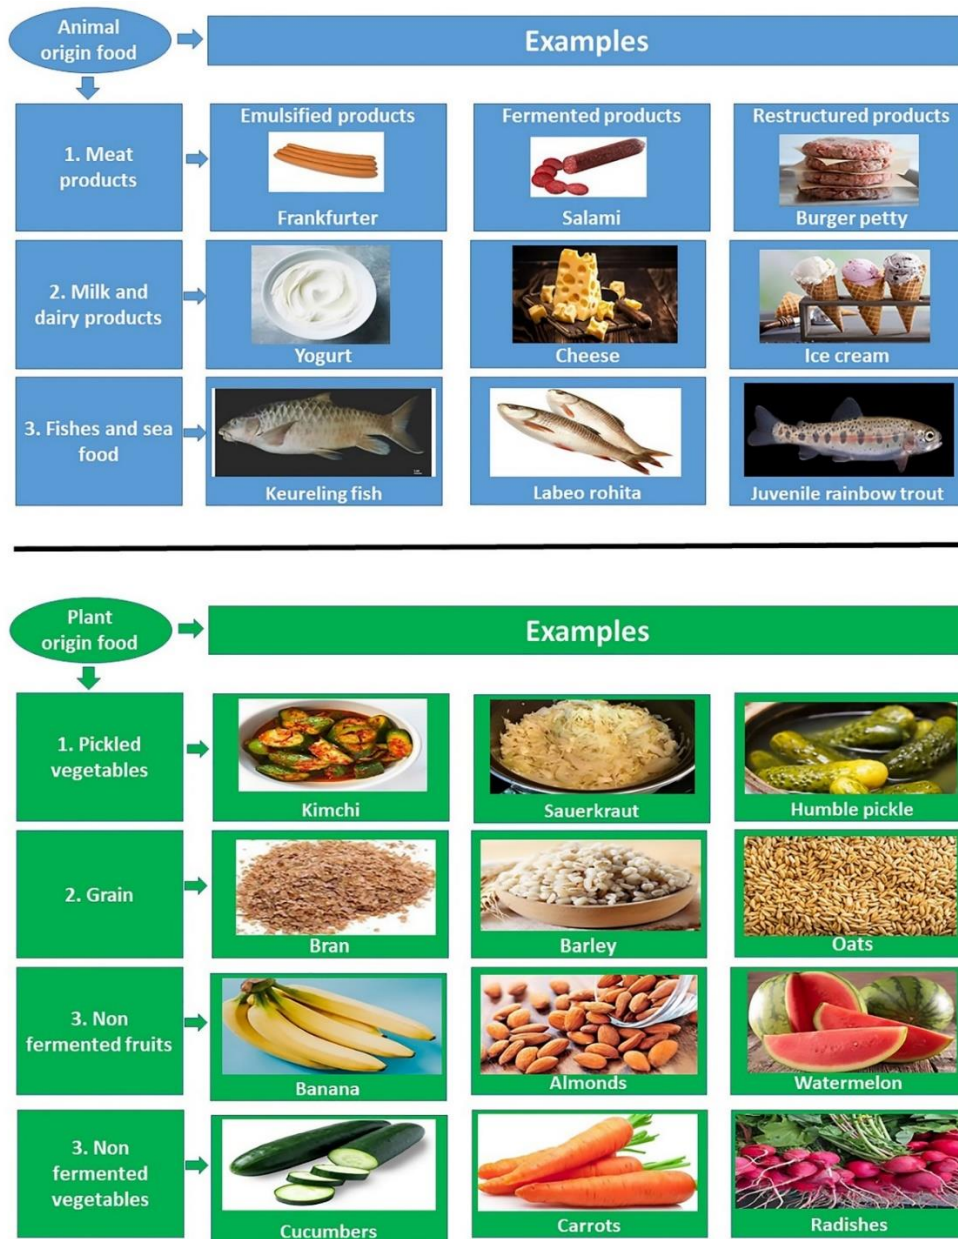 Animal
origin food
Examples
1. Meat
products
Emulsified products
Frankfurter
Fermented products
Salami
Restructured products
Burger petty
2. Milk and
dairy products
Yogurt
Cheese
Ice cream
3. Fishes and sea
food
Keureling fish
Labeo rohita
Juvenile rainbow trout
Plant
origin food
Examples
1. Pickled
vegetables
Kimchi
Sauerkraut
Humble pickle
2. Grain
Bran
Barley
Oats
3. Non
fermented fruits
Banana
Almonds
Watermelon
3. Non
fermented
vegetables
Cucumbers
Carrots
Radishes